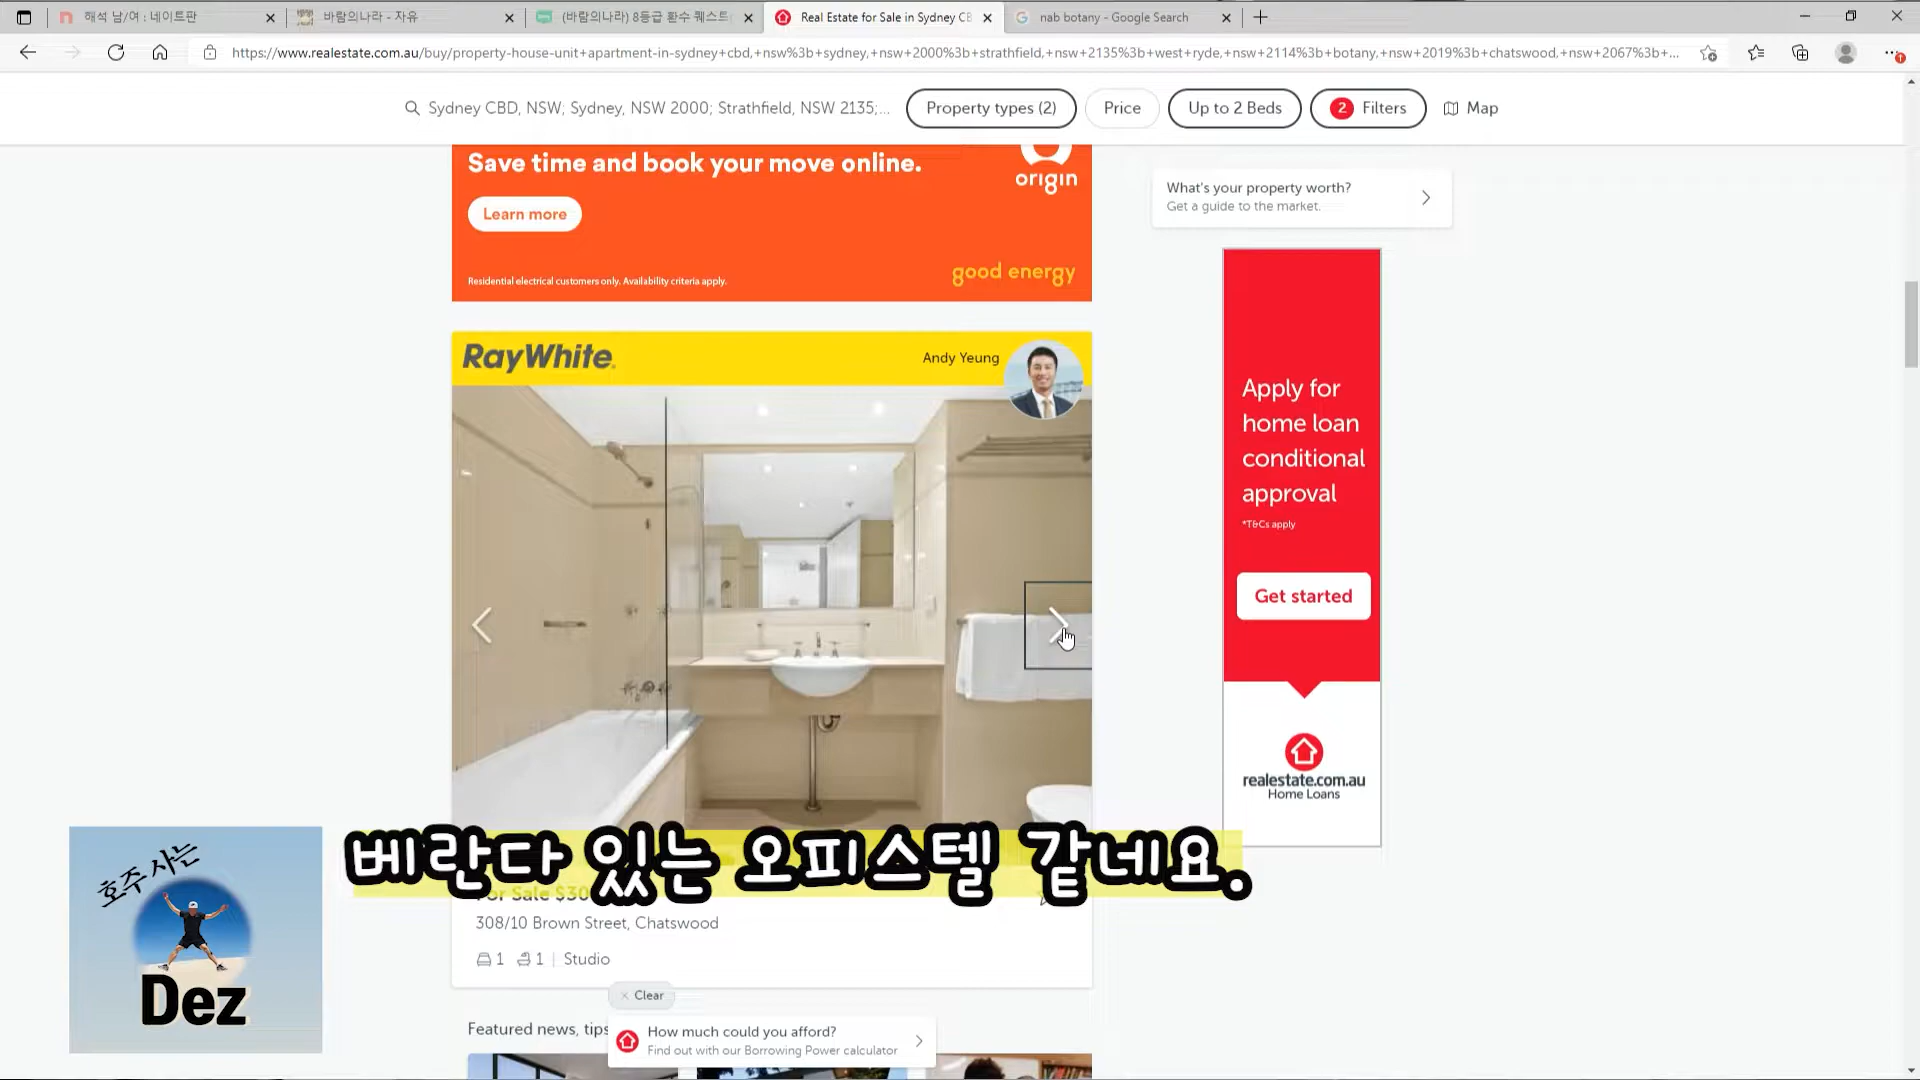 해석 남/여 : 네이트판
바람의나라 - 자유
(바람의나라) 8등급 환수 퀘스트
Real Estate for Sale in Sydney CB
nab botany - Google Search
https://www.realestate.com.au/buy/property-house-unit+apartment-in-sydney+cbd,+nsw%3b+sydney,+nsw+2000%3b+strathfield,+nsw+2135%3b+west+ryde,+nsw+2114%3b+botany,+nsw+2019%3b+chatswood,+nsw+2067%3b+...
Sydney CBD, NSW; Sydney, NSW 2000; Strathfield, NSW 2135;...
Property types (2)
Price
Up to 2 Beds
2 Filters
Map
Save time and book your move online.
origin
Learn more
Residential electrical customers only. Availability criteria apply.
good energy
What's your property worth?
Get a guide to the market.
RayWhite.
Andy Yeung
Apply for
home loan
conditional
approval
*T&Cs apply
Get started
realestate.com.au
Home Loans
호주 사는
Dez
베란다 있는 오피스텔 같네요.
For Sale $30
308/10 Brown Street, Chatswood
1 1 | Studio
× Clear
Featured news, tips
How much could you afford?
Find out with our Borrowing Power calculator